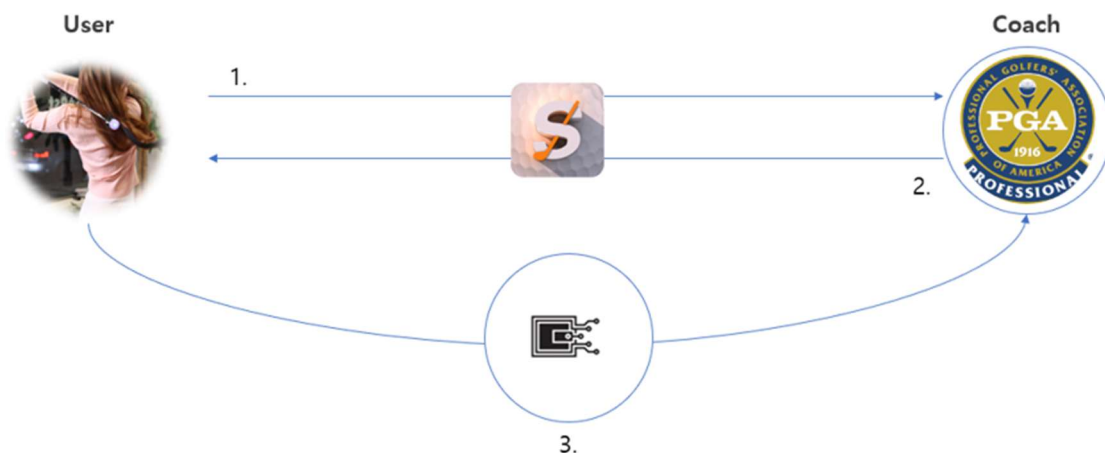 User
Coach
1.
S
PROFESSIONAL GOLFERS' ASSOCIATION
PGA
1916
OF AMERICA
PROFESSIONAL
2.
3.